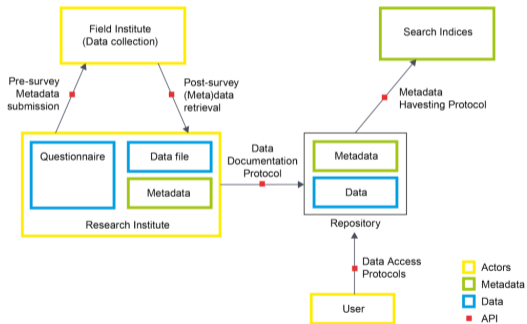 Field Institute
(Data collection)
Search Indices
Pre-survey
Metadata
submission
Post-survey
(Meta)data
retrieval
Metadata
Havesting Protocol
Questionnaire
Data file
Metadata
Research Institute
Data
Documentation
Protocol
Metadata
Data
Repository
Data Access
Protocols
User
Actors
Metadata
Data
API